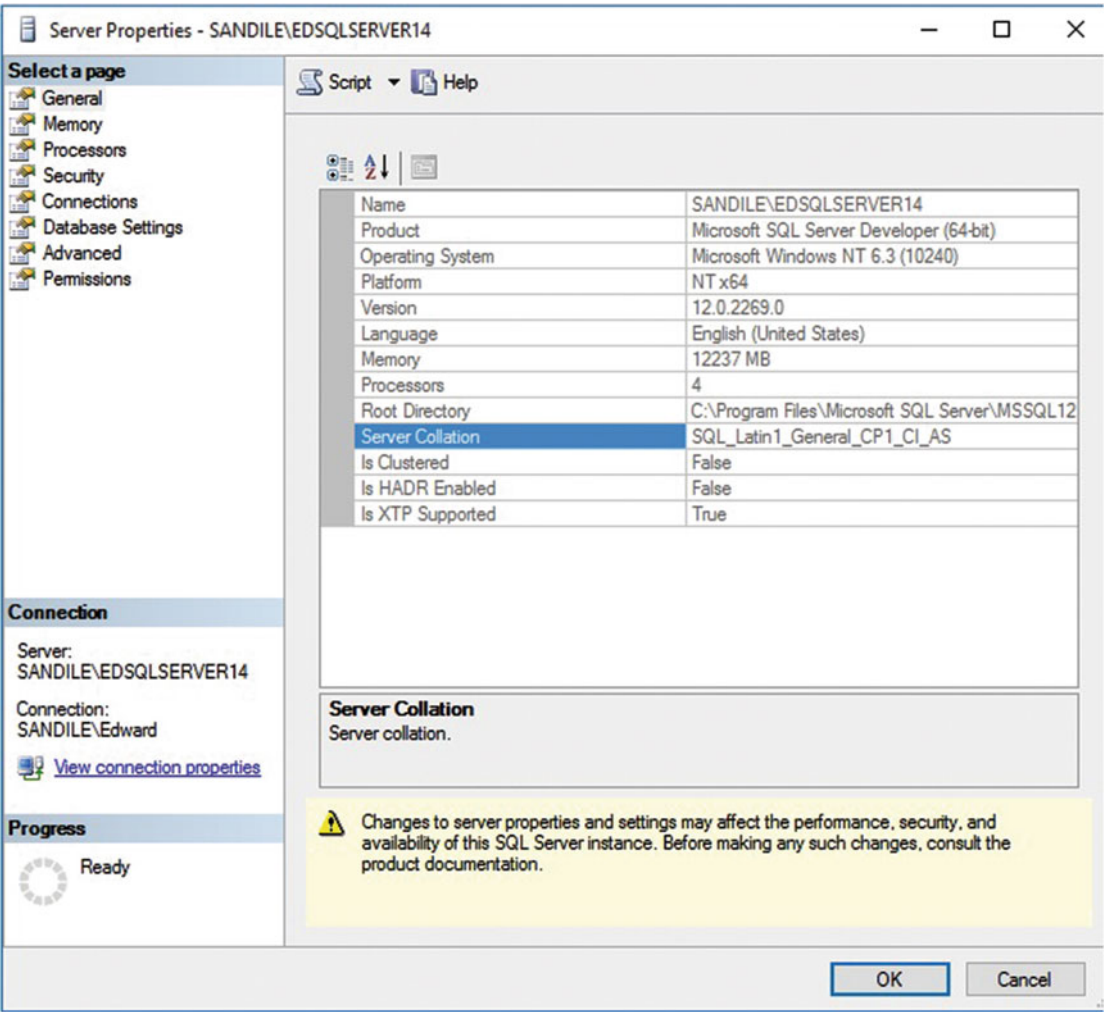 Server Properties - SANDILE\EDSQLSERVER14
Select a page
General
Memory
Processors
Security
Connections
Database Settings
Advanced
Permissions
Script
Help
Name SANDILE\EDSQLSERVER14
Product Microsoft SQL Server Developer (64-bit)
Operating System Microsoft Windows NT 6.3 (10240)
Platform NT x64
Version 12.0.2269.0
Language English (United States)
Memory 12237 MB
Processors 4
Root Directory C:\Program Files\Microsoft SQL Server\MSSQL12
Server Collation SQL_Latin1_General_CP1_CI_AS
Is Clustered False
Is HADR Enabled False
Is XTP Supported True
Connection
Server:
SANDILE\EDSQLSERVER14
Connection:
SANDILE\Edward
View connection properties
Progress
Ready
Server Collation
Server collation.
Changes to server properties and settings may affect the performance, security, and
availability of this SQL Server instance. Before making any such changes, consult the
product documentation.
OK
Cancel